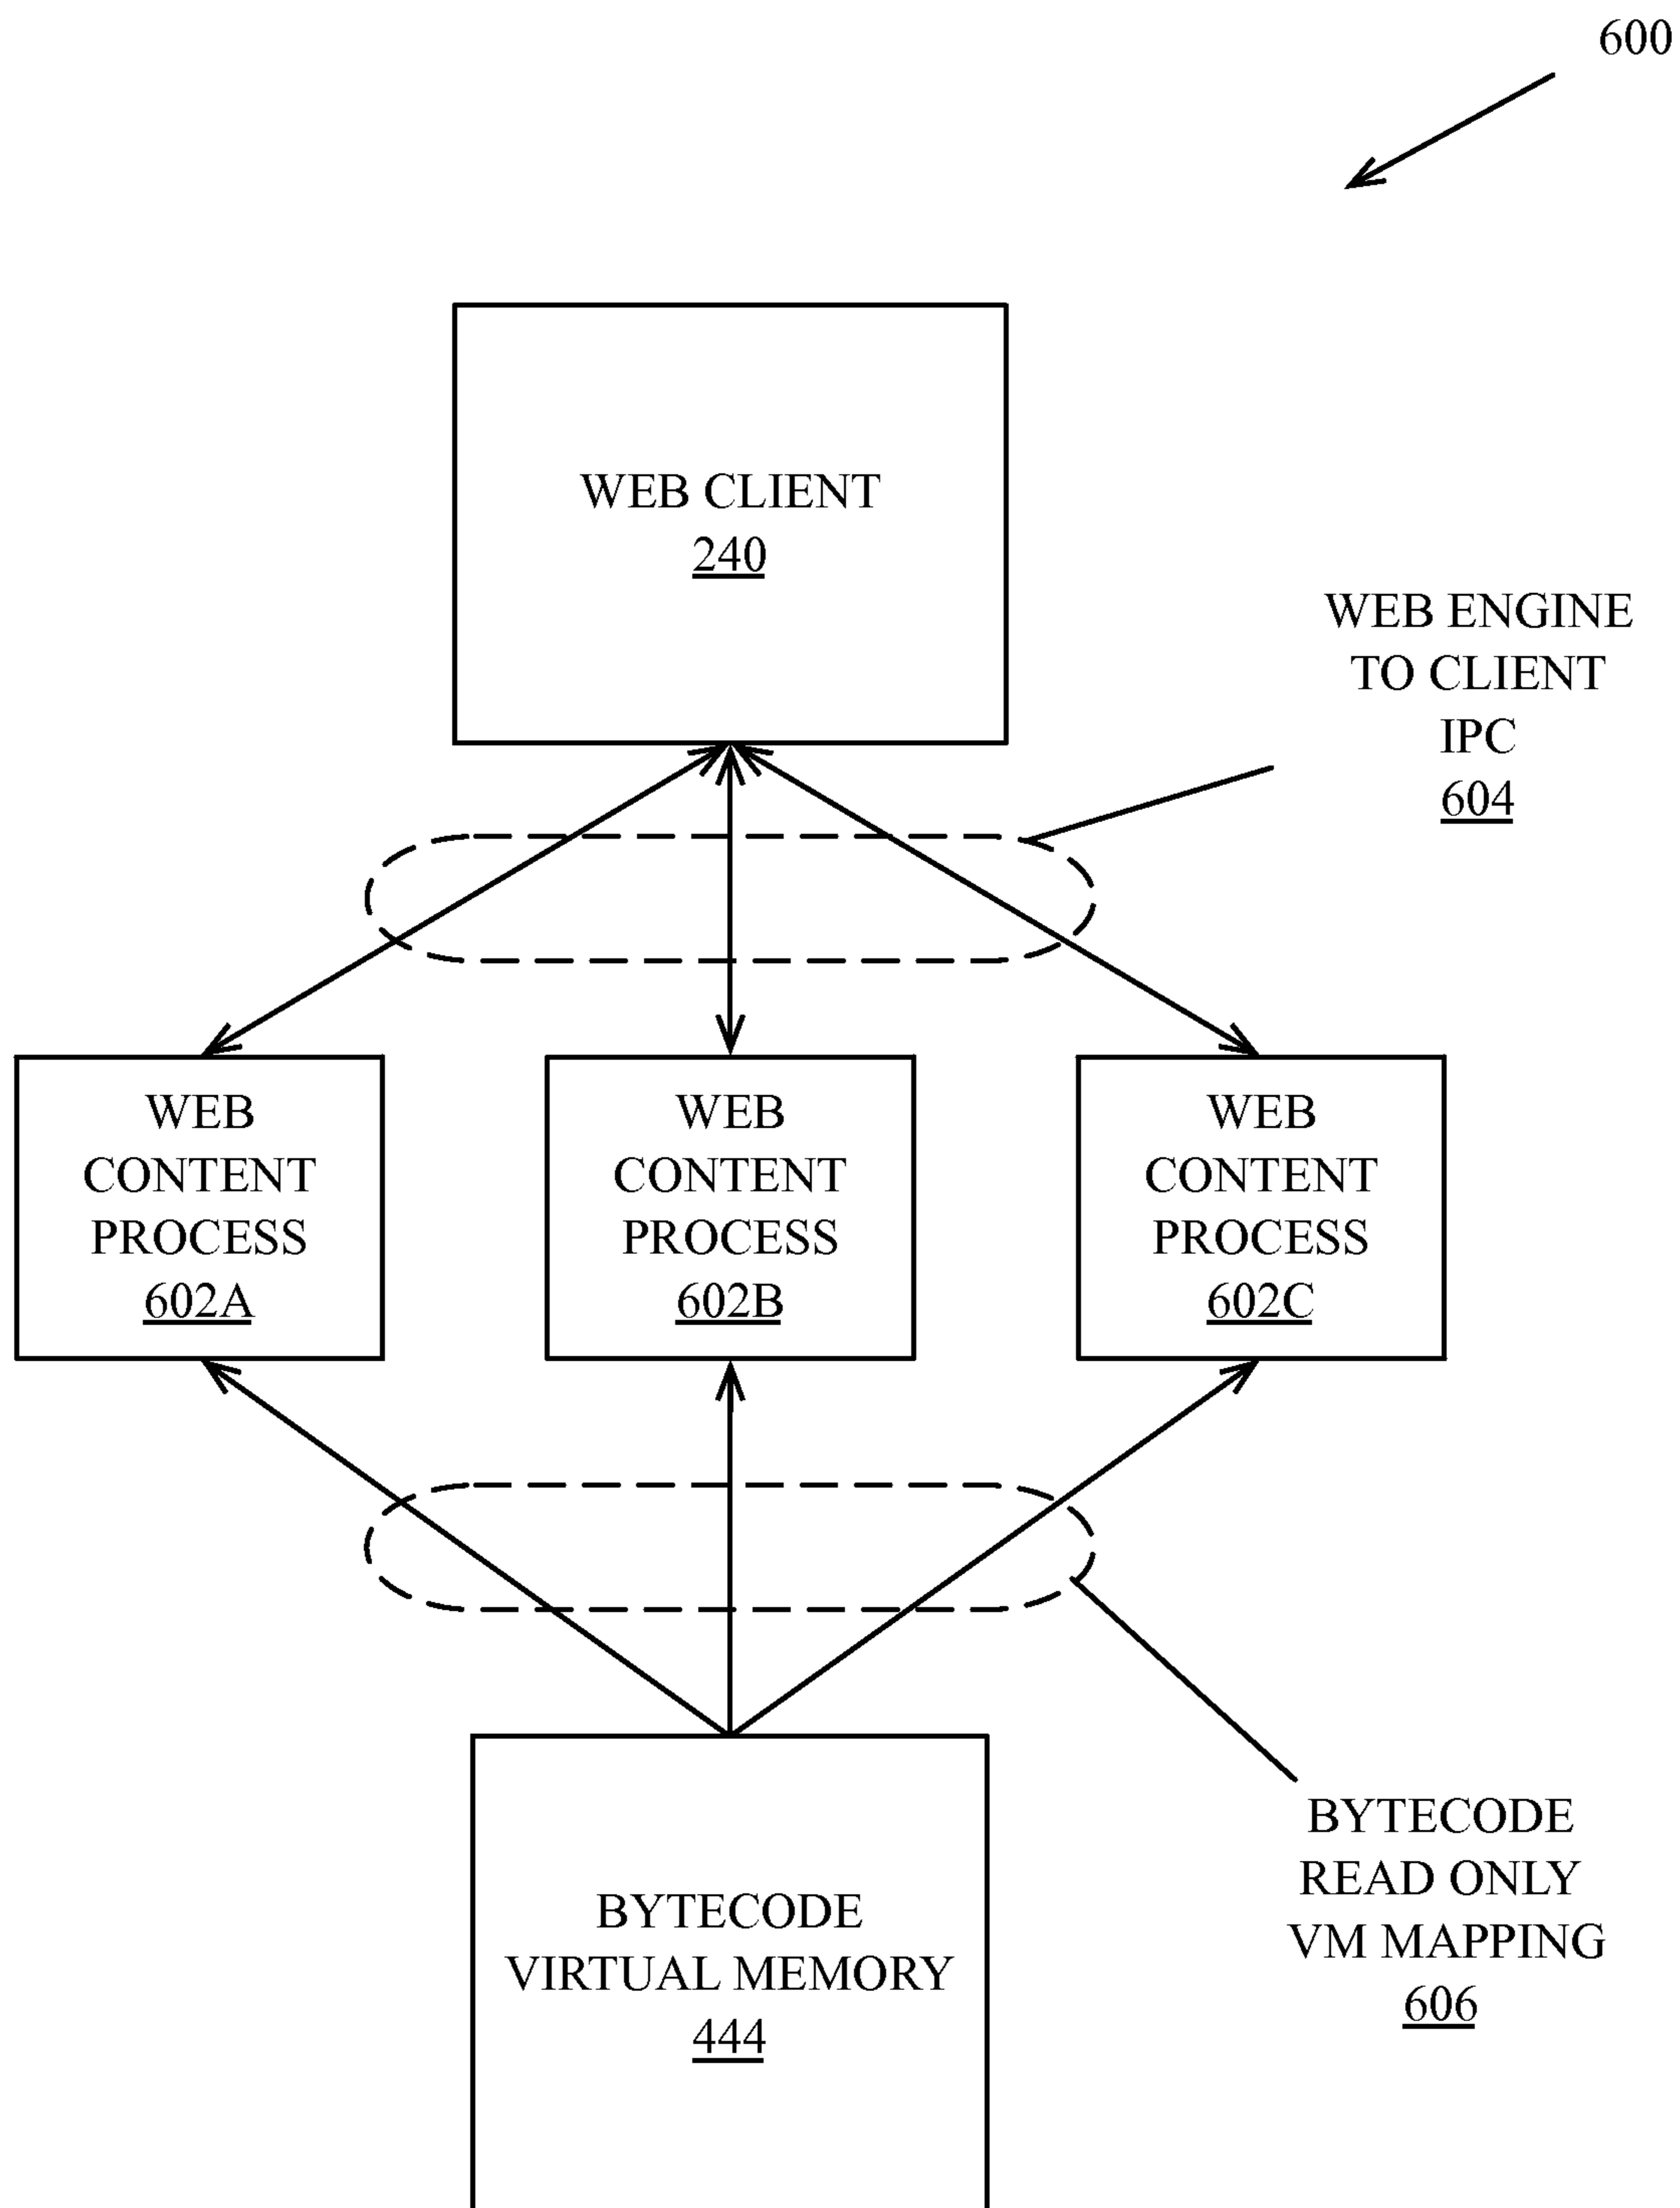 600
WEB CLIENT
240
WEB ENGINE
TO CLIENT
IPC
604
WEB
CONTENT
PROCESS
602A
WEB
CONTENT
PROCESS
602B
WEB
CONTENT
PROCESS
602C
BYTECODE
READ ONLY
VM MAPPING
606
BYTECODE
VIRTUAL MEMORY
444